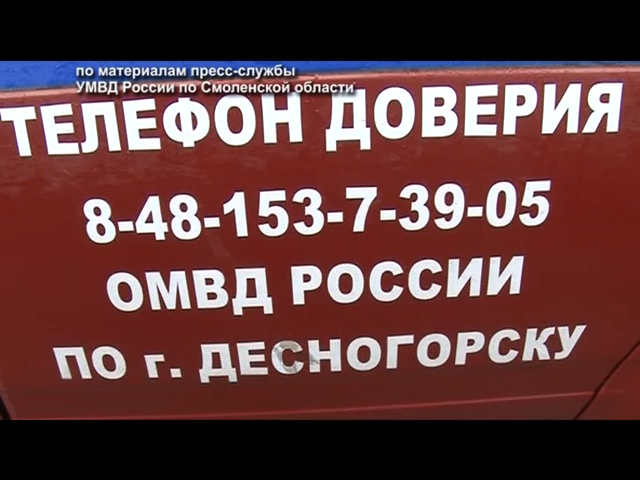 по материалам пресс-службы
УМВД России по Смоленской области
ТЕЛЕФОН ДОВЕРИЯ
8-48-153-7-39-05
ОМВД РОССИИ
ПО г. ДЕСНОГОРСКУ